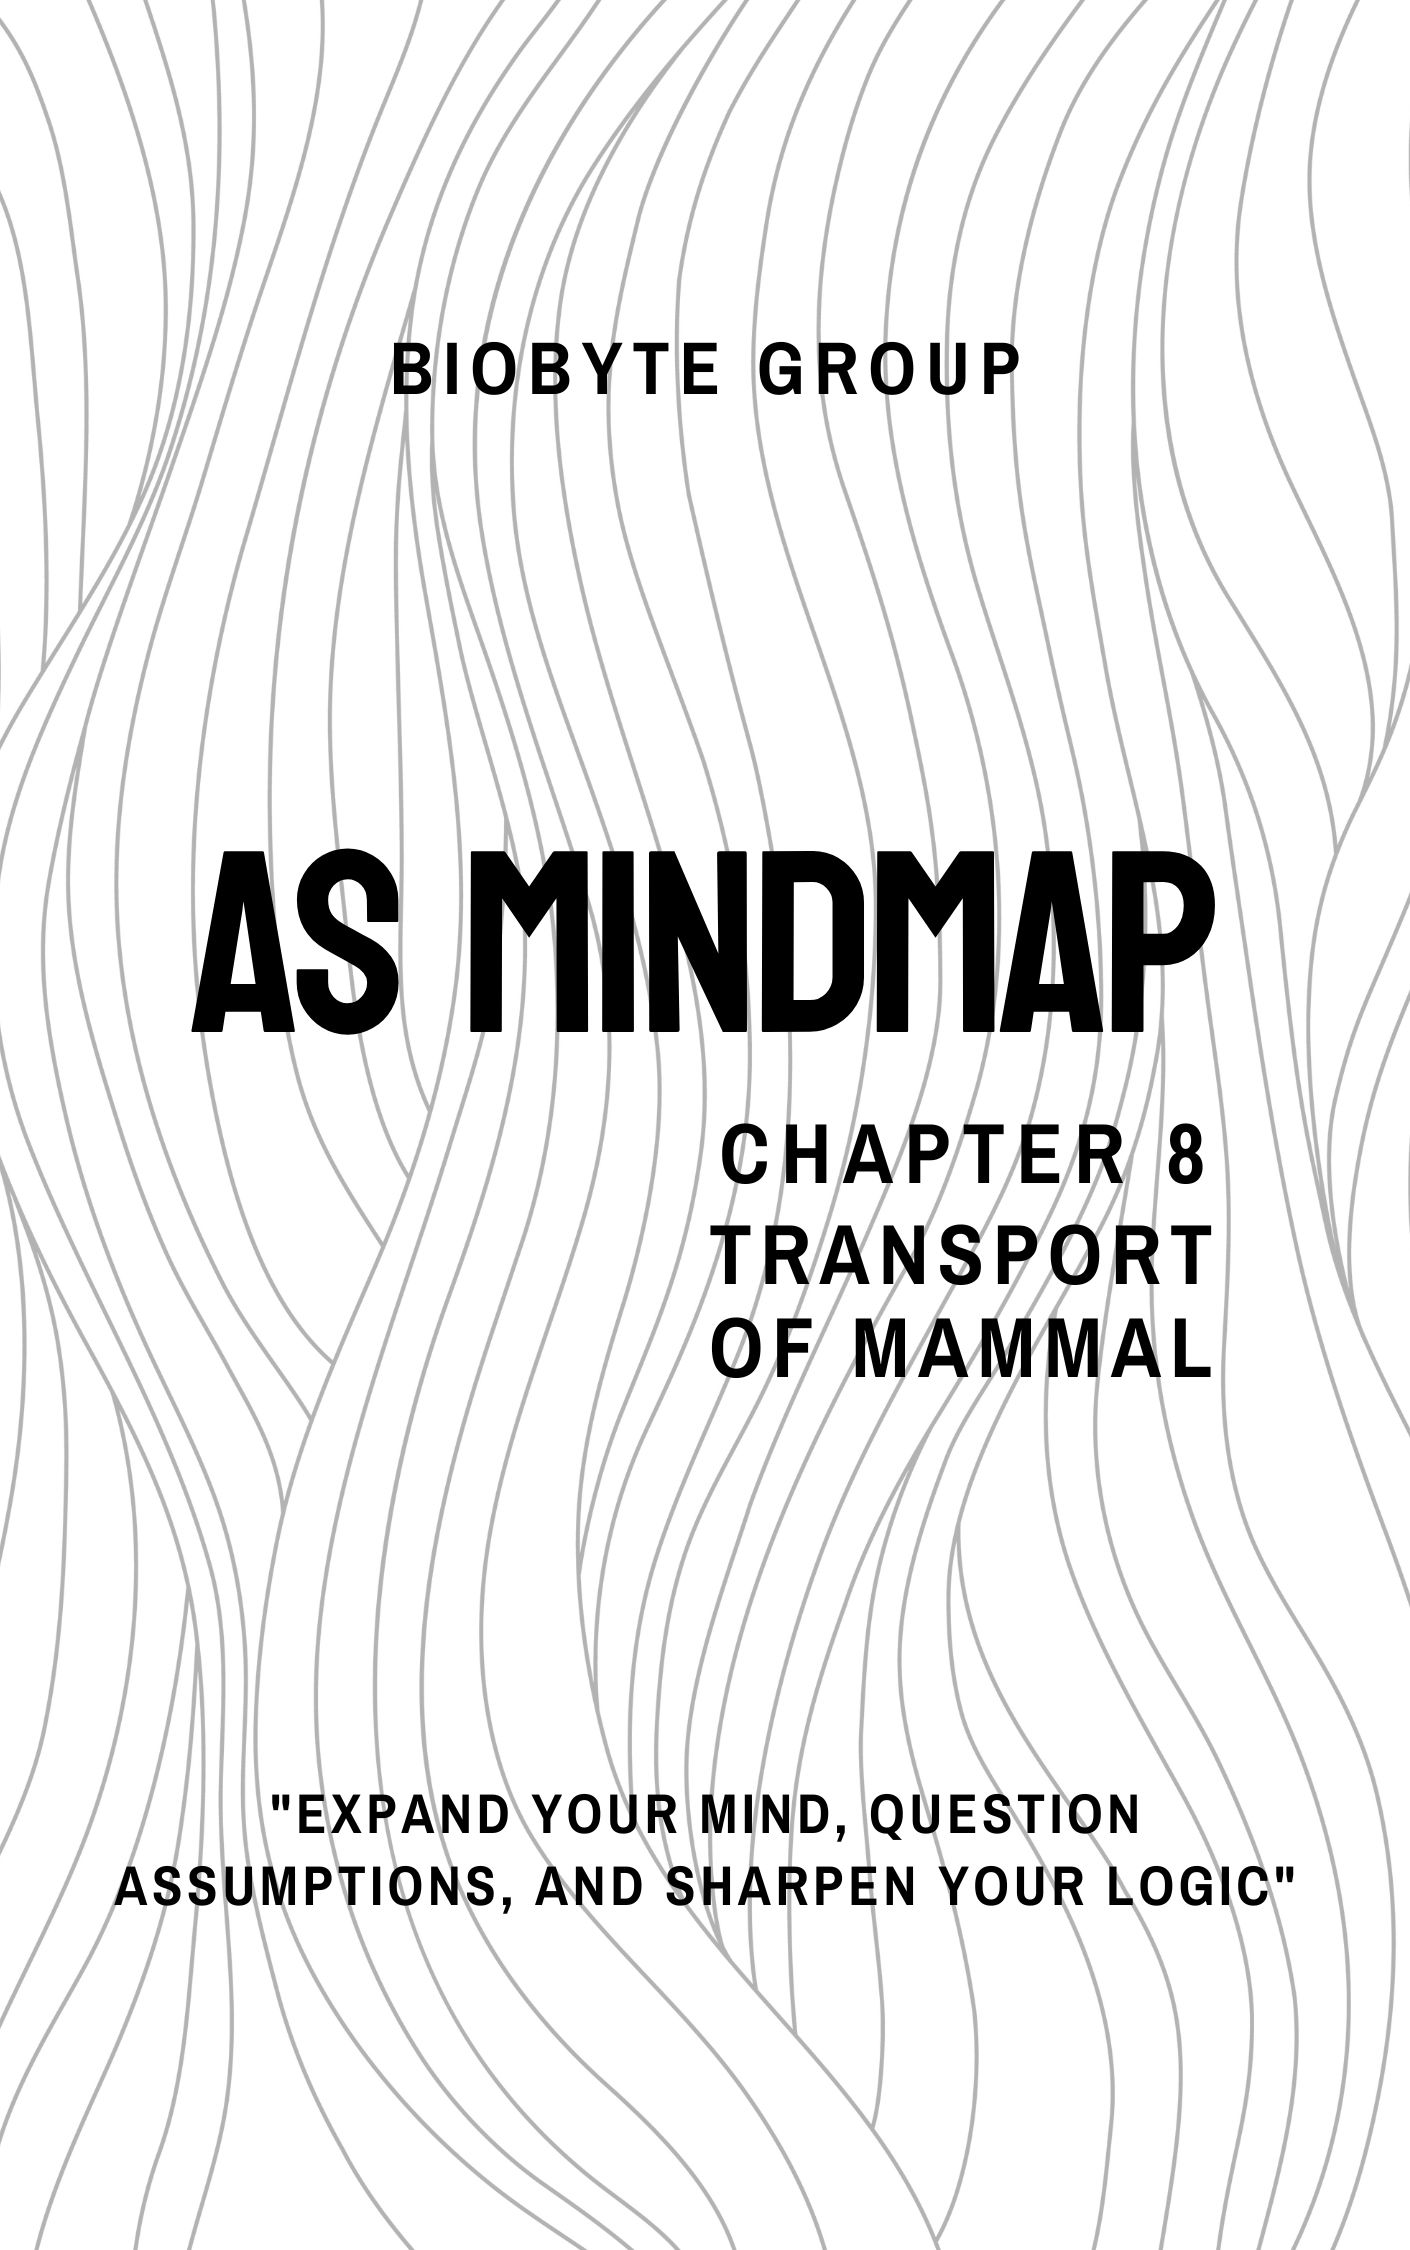 BIOBYTE GROUP
AS MINDMAP
CHAPTER 8
TRANSPORT
OF MAMMAL
"EXPAND YOUR MIND, QUESTION
ASSUMPTIONS, AND SHARPEN YOUR LOGIC"